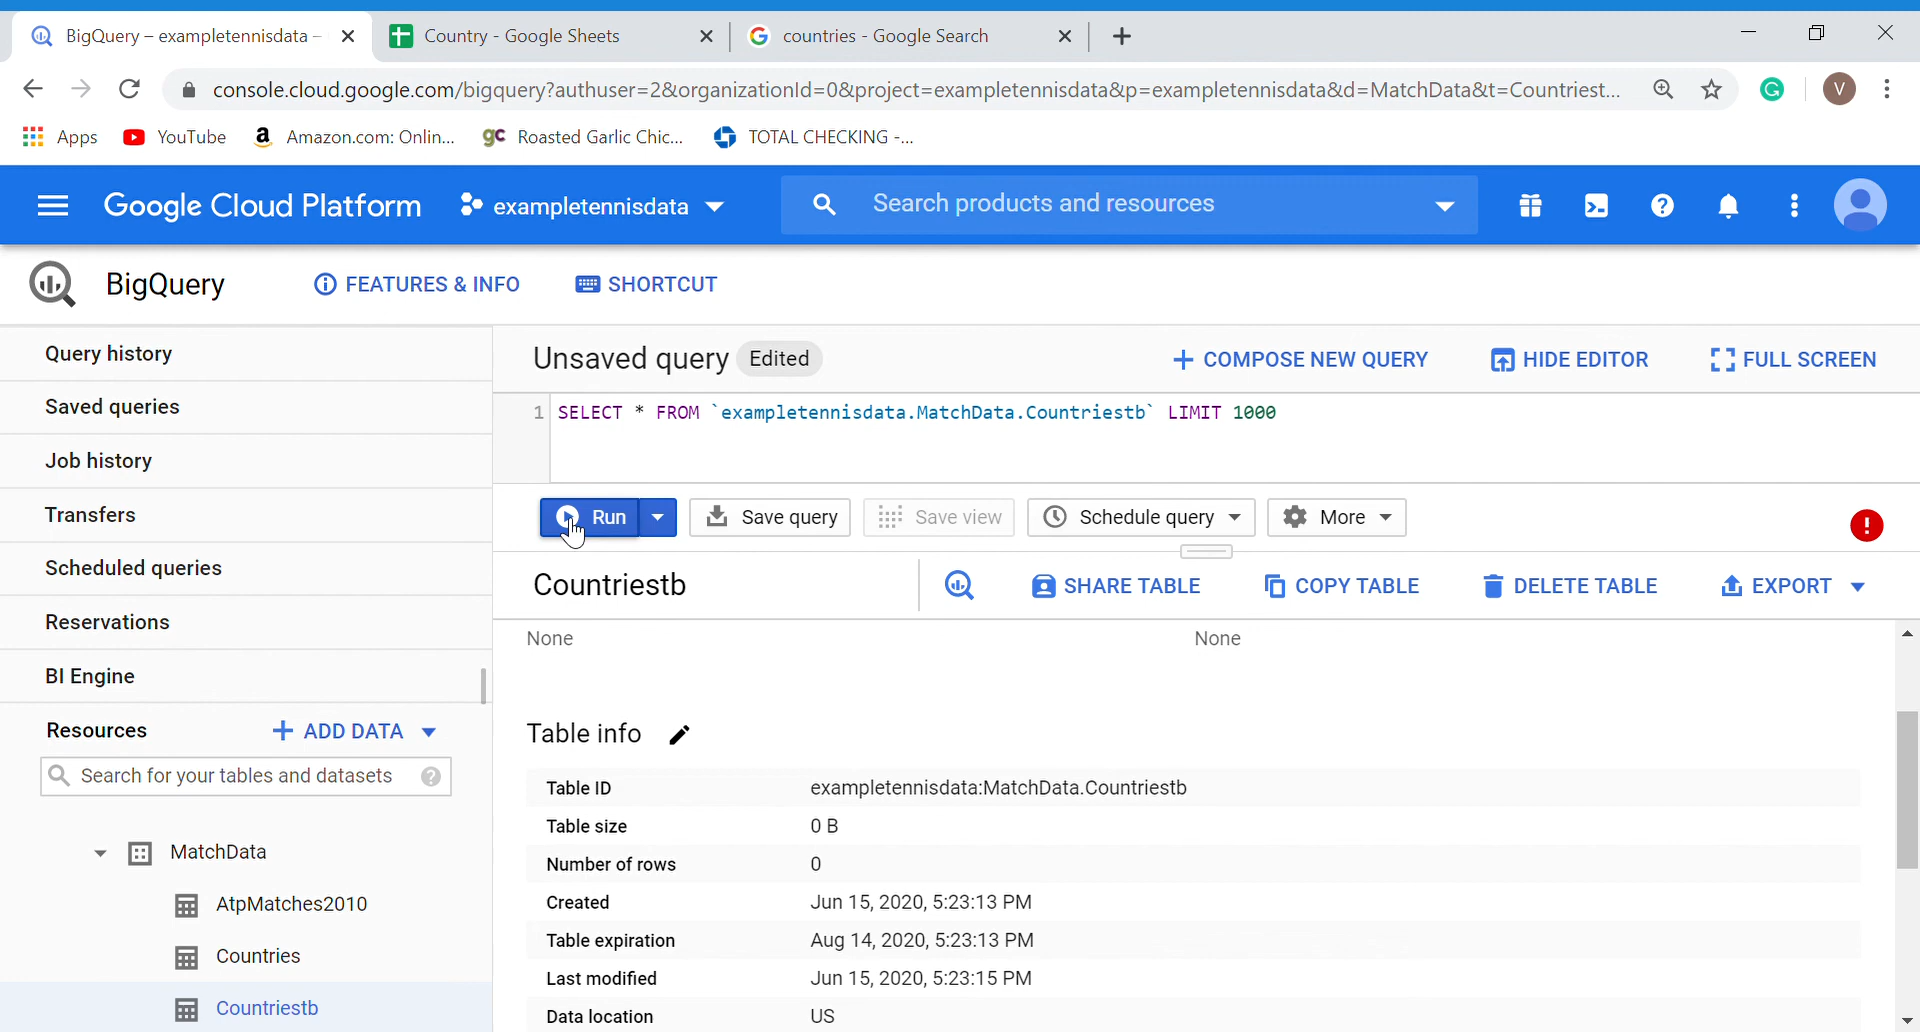 BigQuery – exampletennisdata –
Country - Google Sheets
countries - Google Search
console.cloud.google.com/bigquery?authuser=2&organizationId=0&project=exampletennisdata&p=exampletennisdata&d=MatchData&t=Countriest...
V
Apps
YouTube
a Amazon.com: Onlin...
gc Roasted Garlic Chic...
TOTAL CHECKING -...
Google Cloud Platform
exampletennisdata
Search products and resources
BigQuery
FEATURES & INFO
SHORTCUT
Query history
Saved queries
Job history
Transfers
Scheduled queries
Reservations
BI Engine
Resources
+ ADD DATA
Search for your tables and datasets
MatchData
AtpMatches2010
Countries
Countriestb
Unsaved query Edited
+ COMPOSE NEW QUERY
HIDE EDITOR
FULL SCREEN
1 SELECT * FROM `exampletennisdata.MatchData.Countriestb` LIMIT 1000
Run
Save query
Save view
Schedule query
More
Countriestb
SHARE TABLE
COPY TABLE
DELETE TABLE
EXPORT
None None
Table info
Table ID exampletennisdata:MatchData.Countriestb
Table size 0 B
Number of rows 0
Created Jun 15, 2020, 5:23:13 PM
Table expiration Aug 14, 2020, 5:23:13 PM
Last modified Jun 15, 2020, 5:23:15 PM
Data location US